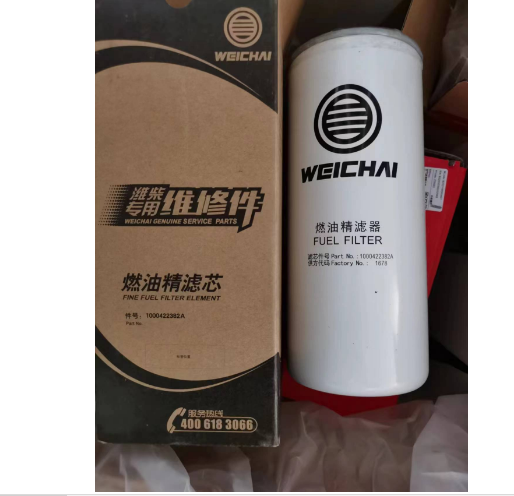 WEICHAI
潍柴
专用
维修件
WEICHAI GENUINE SERVICE PARTS
燃油精滤芯
FINE FUEL FILTER ELEMENT
件号: 1000422382A
Part No.
服务热线
400 618 3066
WEICHAI
燃油精滤器
FUEL FILTER
滤芯件号 Part No. :1000422382A
供方代码 Factory No. : 1678